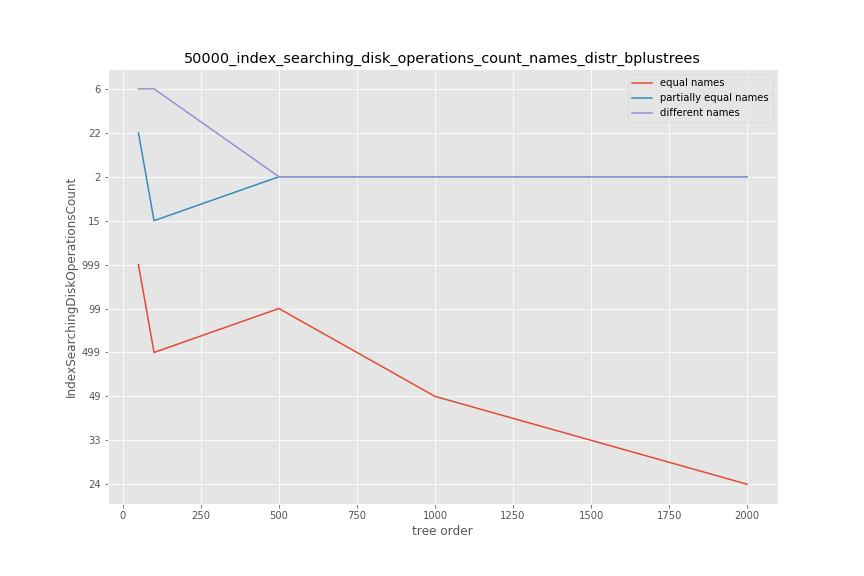 50000_index_searching_disk_operations_count_names_distr_bplustrees
equal names
partially equal names
different names
IndexSearchingDiskOperationsCount
6
22
2
15
999
99
499
49
33
24
0 250 500 750 1000 1250 1500 1750 2000
tree order